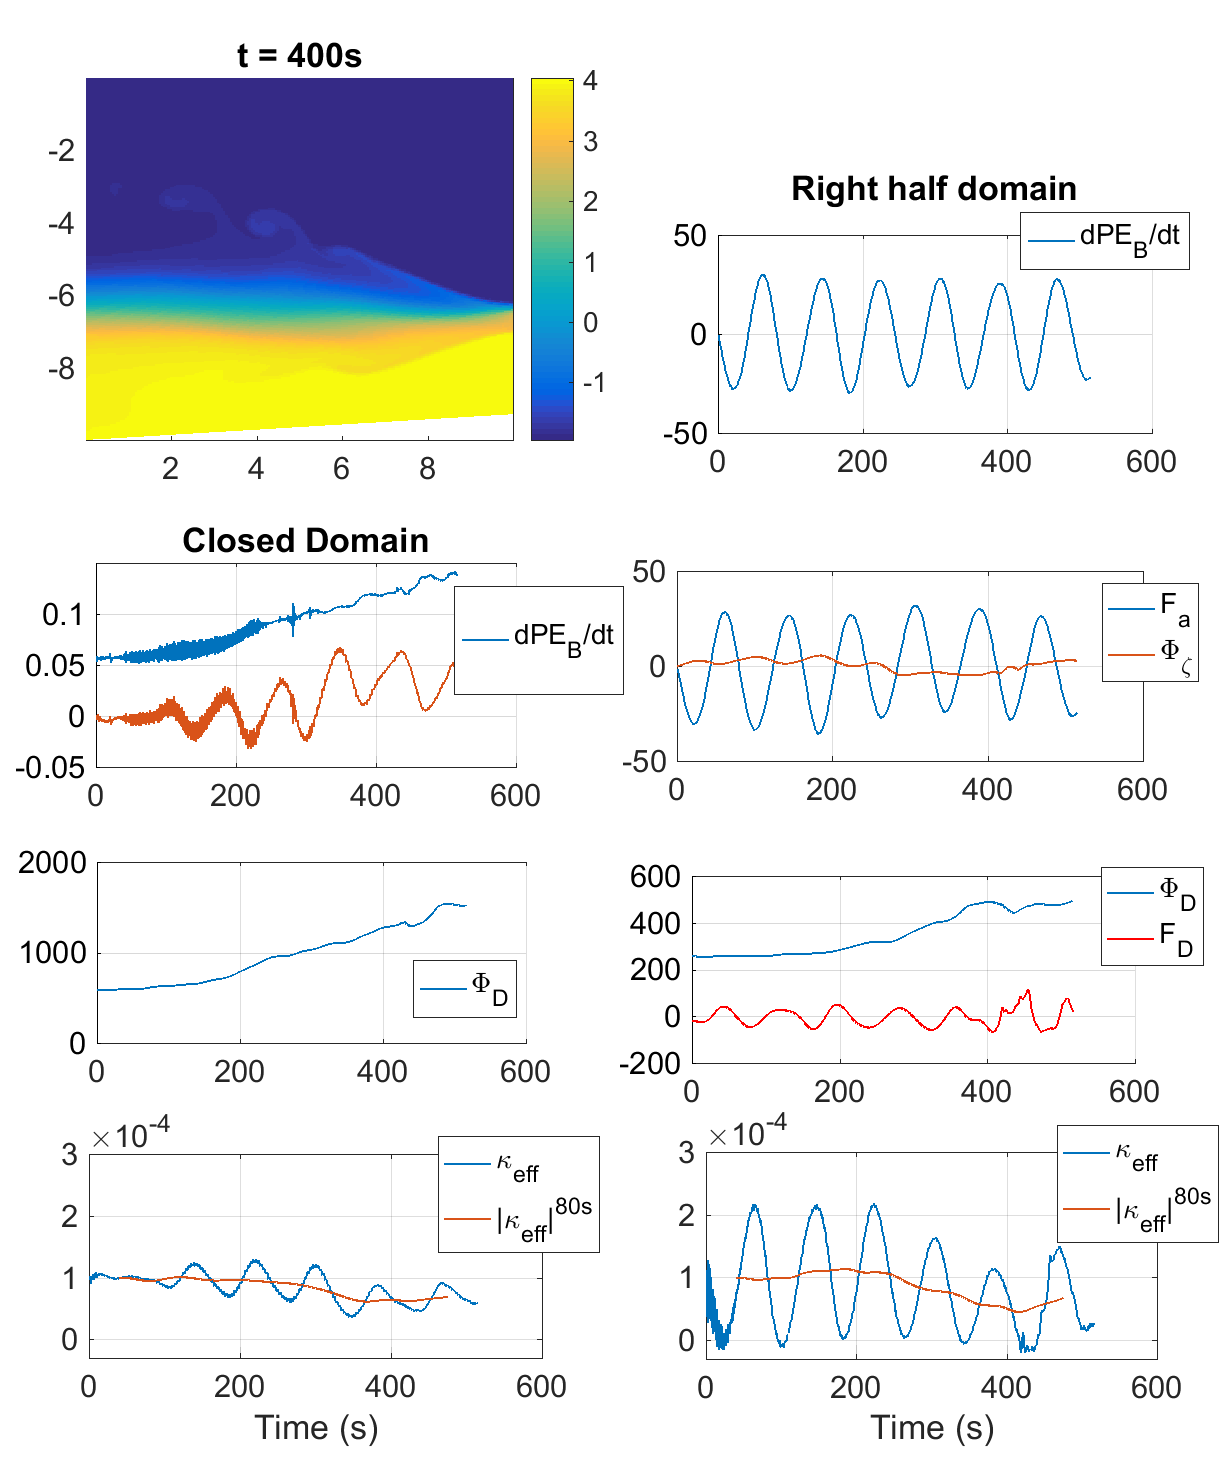 t = 400s
-2
-4
-6
-8
2 4 6 8
4
3
2
1
0
-1
Right half domain
dPE_B/dt
50
0
-50
0 200 400 600
Closed Domain
dPE_B/dt
0.1
0.05
0
-0.05
0 200 400 600
F_a
Φ_ζ
50
0
-50
0 200 400 600
2000
1000
0
Φ_D
0 200 400 600
600
400
200
0
-200
Φ_D
F_D
0 200 400 600
×10^-4
3
2
1
0
κ_eff
|κ_eff|^80s
0 200 400 600
Time (s)
×10^-4
3
2
1
0
κ_eff
|κ_eff|^80s
0 200 400 600
Time (s)